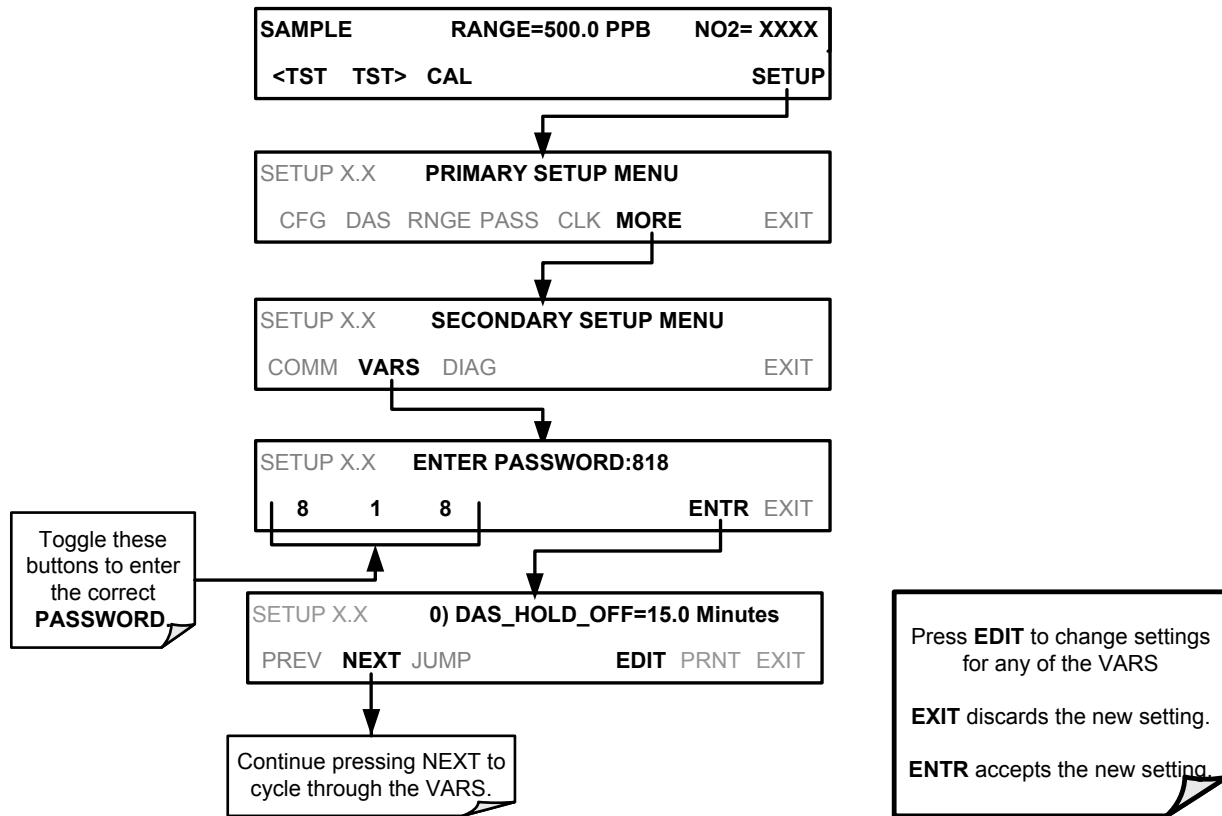 SAMPLE RANGE=500.0 PPB NO2= XXXX
<TST TST> CAL SETUP
SETUP X.X PRIMARY SETUP MENU
CFG DAS RNGE PASS CLK MORE EXIT
SETUP X.X SECONDARY SETUP MENU
COMM VARS DIAG EXIT
SETUP X.X ENTER PASSWORD:818
8 1 8 ENTR EXIT
Toggle these
buttons to enter
the correct
PASSWORD.
SETUP X.X 0) DAS_HOLD_OFF=15.0 Minutes
PREV NEXT JUMP EDIT PRNT EXIT
Continue pressing NEXT to
cycle through the VARS.
Press EDIT to change settings
for any of the VARS
EXIT discards the new setting.
ENTR accepts the new setting.